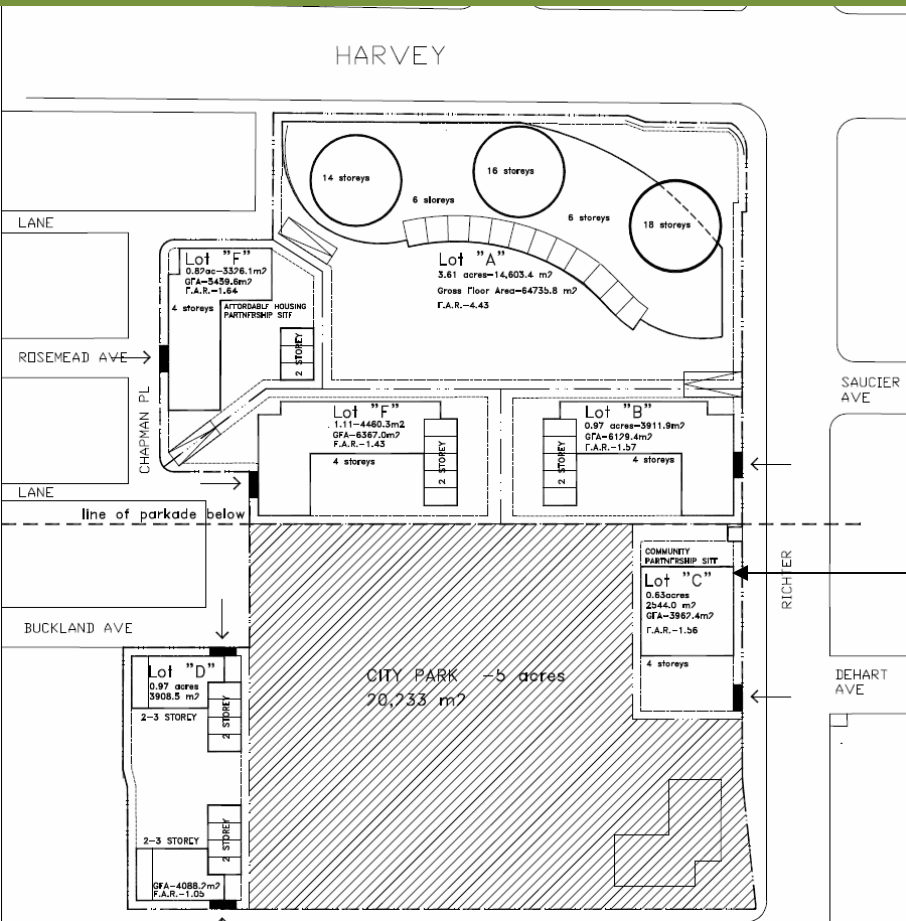 HARVEY
14 storeys
16 storeys
18 storeys
6 storeys
6 storeys
LANE
Lot "A"
3.61 acres-14,603.4 m²
Gross Floor Area-64735.8 m²
F.A.R.-4.43
Lot "F"
0.82ac-3326.1m²
GFA-5459.6m²
F.A.R.-1.64
4 storeys
AFFORDABLE HOUSING
PARTNERSHIP SITE
2 STOREY
ROSEMEAD AVE
CHAPMAN PL
SAUCIER
AVE
Lot "F"
1.11-4460.3m2
GFA-6367.0m²
F.A.R.-1.43
4 storeys
2 STOREY
Lot "B"
0.97 acres-3911.9m²
GFA-6129.4m²
F.A.R.-1.57
4 storeys
2 STOREY
LANE
line of parkade below
COMMUNITY
PARTNERSHIP SITE
Lot "C"
0.63acres
2544.0 m²
GFA-3967.4m²
F.A.R.-1.56
4 storeys
RICHTER
BUCKLAND AVE
Lot "D"
0.97 acres
3908.5 m²
2-3 STOREY
2 STOREY
CITY PARK -5 acres
20,233 m²
DEHART
AVE
2-3 STOREY
2 STOREY
GFA-4088.2m²
F.A.R.-1.05